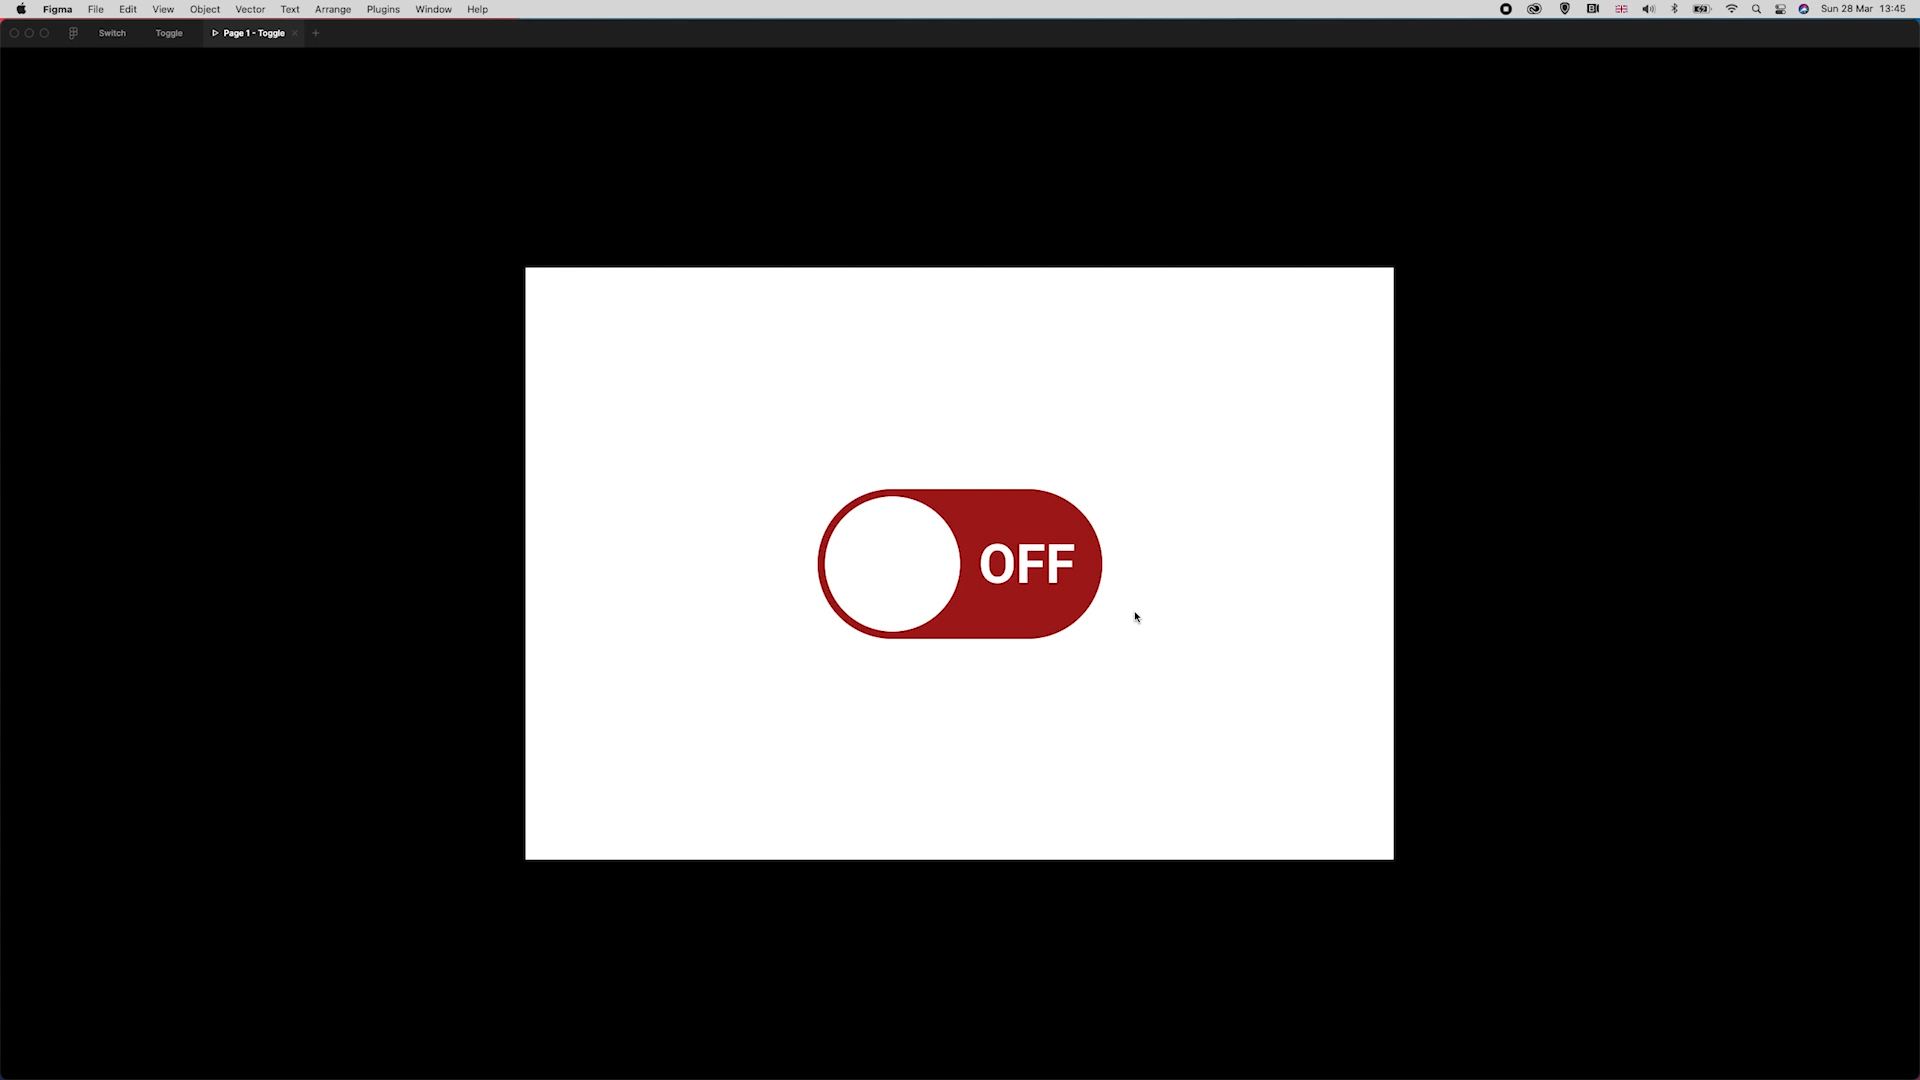 Figma File Edit View Object Vector Text Arrange Plugins Window Help Sun 28 Mar 13:45
Switch Toggle Page 1 - Toggle
OFF